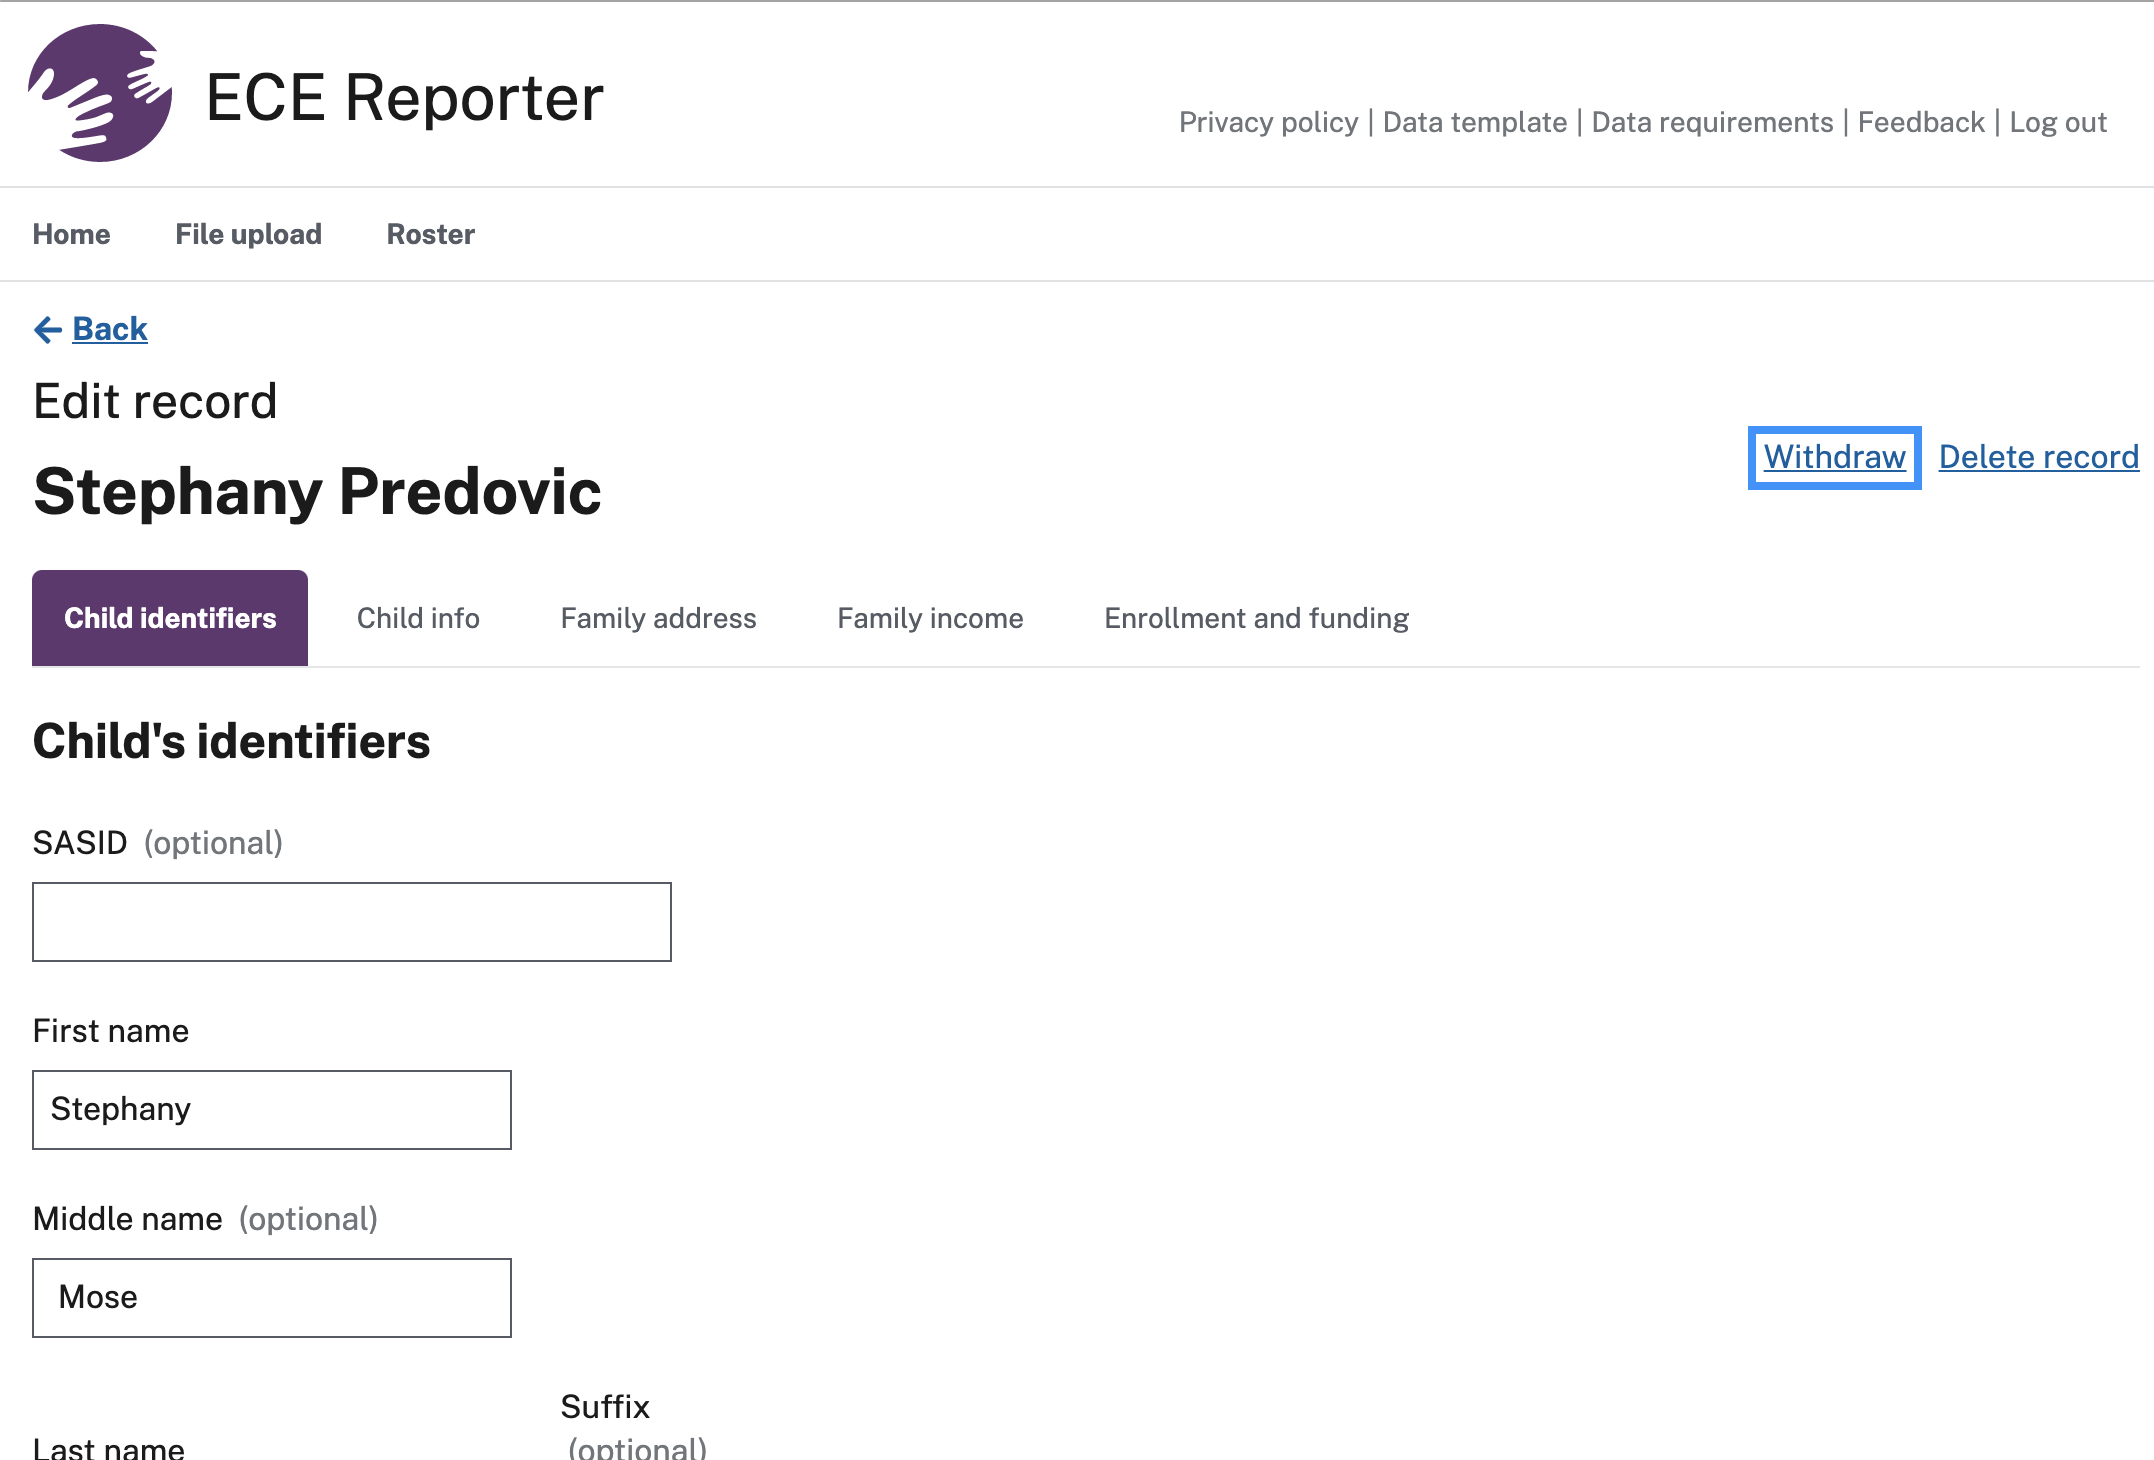 ECE Reporter
Privacy policy | Data template | Data requirements | Feedback | Log out
Home File upload Roster
Back
Edit record
Withdraw Delete record
Stephany Predovic
Child identifiers Child info Family address Family income Enrollment and funding
Child's identifiers
SASID (optional)
First name
Stephany
Middle name (optional)
Mose
Suffix
Last name (optional)